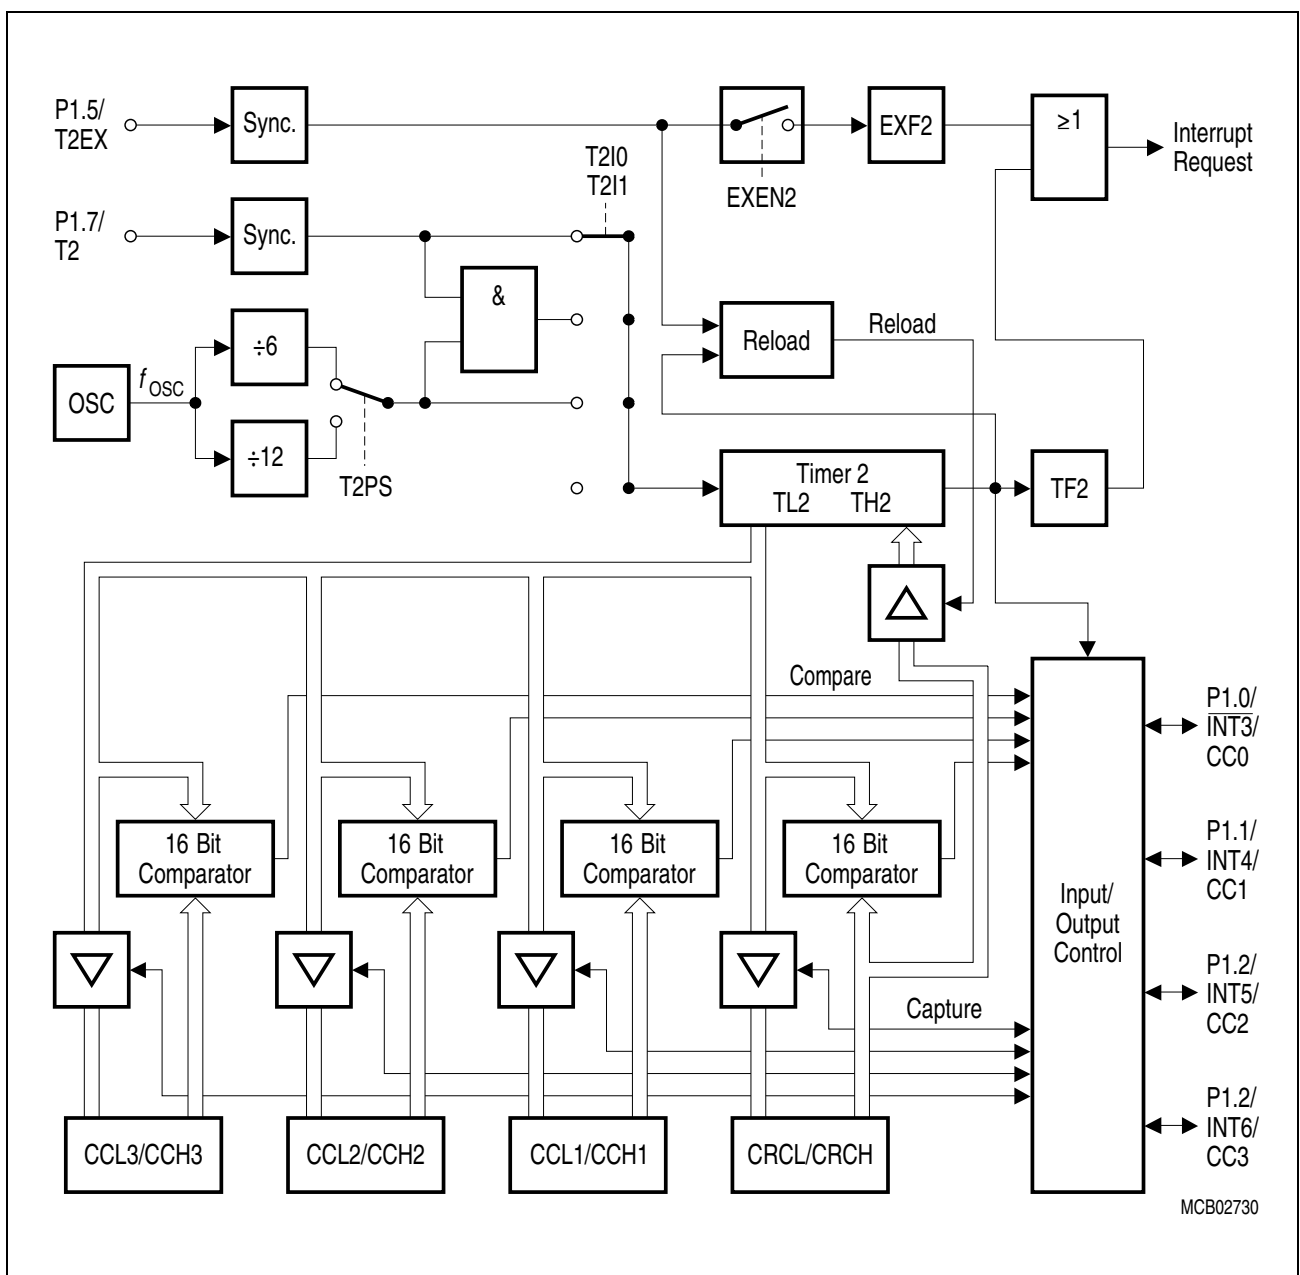 P1.5/
T2EX
Sync.
EXF2
≥1
Interrupt
Request
EXEN2
T2I0
T2I1
P1.7/
T2
Sync.
&
÷6
OSC
f OSC
÷12
T2PS
Reload
Reload
Timer 2
TL2 TH2
TF2
Compare
16 Bit
Comparator
16 Bit
Comparator
16 Bit
Comparator
16 Bit
Comparator
Capture
CCL3/CCH3
CCL2/CCH2
CCL1/CCH1
CRCL/CRCH
Input/
Output
Control
P1.0/
INT3/
CC0
P1.1/
INT4/
CC1
P1.2/
INT5/
CC2
P1.2/
INT6/
CC3
MCB02730